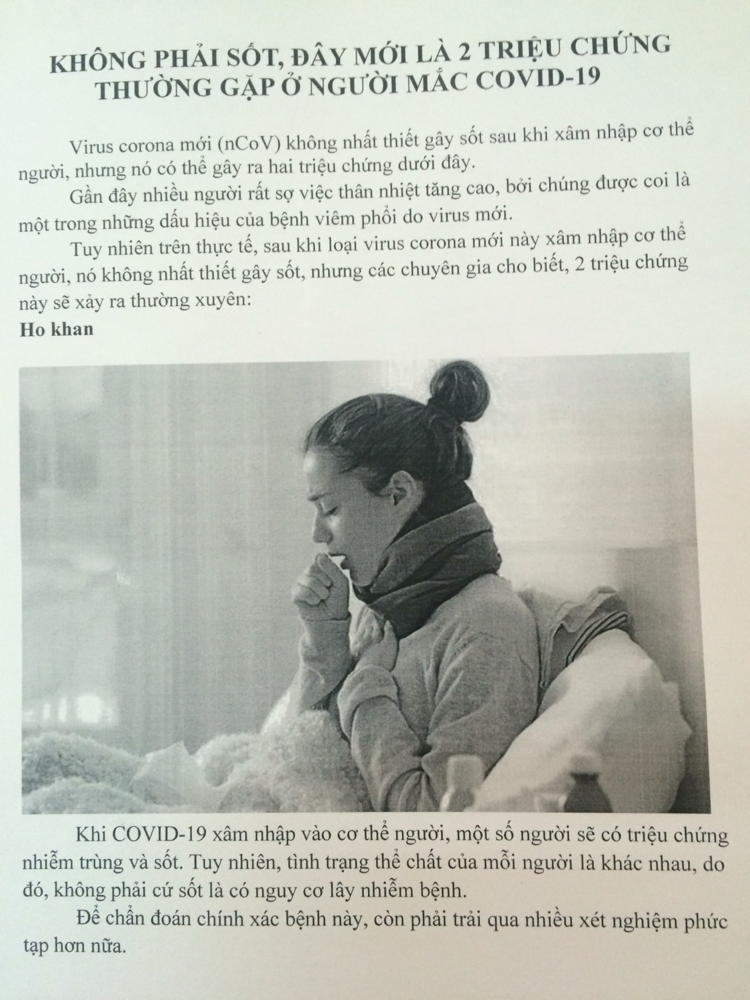 KHÔNG PHẢI SỐT, ĐÂY MỚI LÀ 2 TRIỆU CHỨNG
THƯỜNG GẶP Ở NGƯỜI MẮC COVID-19
Virus corona mới (nCoV) không nhất thiết gây sốt sau khi xâm nhập cơ thể
người, nhưng nó có thể gây ra hai triệu chứng dưới đây.
Gần đây nhiều người rất sợ việc thân nhiệt tăng cao, bởi chúng được coi là
một trong những dấu hiệu của bệnh viêm phổi do virus mới.
Tuy nhiên trên thực tế, sau khi loại virus corona mới này xâm nhập cơ thể
người, nó không nhất thiết gây sốt, nhưng các chuyên gia cho biết, 2 triệu chứng
này sẽ xảy ra thường xuyên:
Ho khan
Khi COVID-19 xâm nhập vào cơ thể người, một số người sẽ có triệu chứng
nhiễm trùng và sốt. Tuy nhiên, tình trạng thể chất của mỗi người là khác nhau, do
đó, không phải cứ sốt là có nguy cơ lây nhiễm bệnh.
Để chẩn đoán chính xác bệnh này, còn phải trải qua nhiều xét nghiệm phức
tạp hơn nữa.